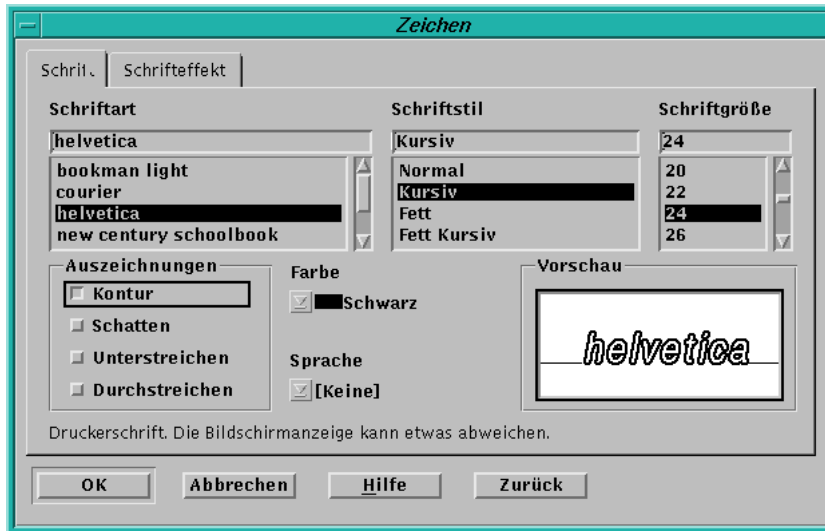 Zeichen
Schrift
Schrifteffekt
Schriftart
Schriftstil
Schriftgröße
helvetica
Kursiv
24
bookman light
courier
helvetica
new century schoolbook
Normal
Kursiv
Fett
Fett Kursiv
20
22
24
26
Auszeichnungen
Kontur
Schatten
Unterstreichen
Durchstreichen
Farbe
Schwarz
Sprache
[Keine]
Vorschau
helvetica
Druckerschrift. Die Bildschirmanzeige kann etwas abweichen.
OK
Abbrechen
Hilfe
Zurück